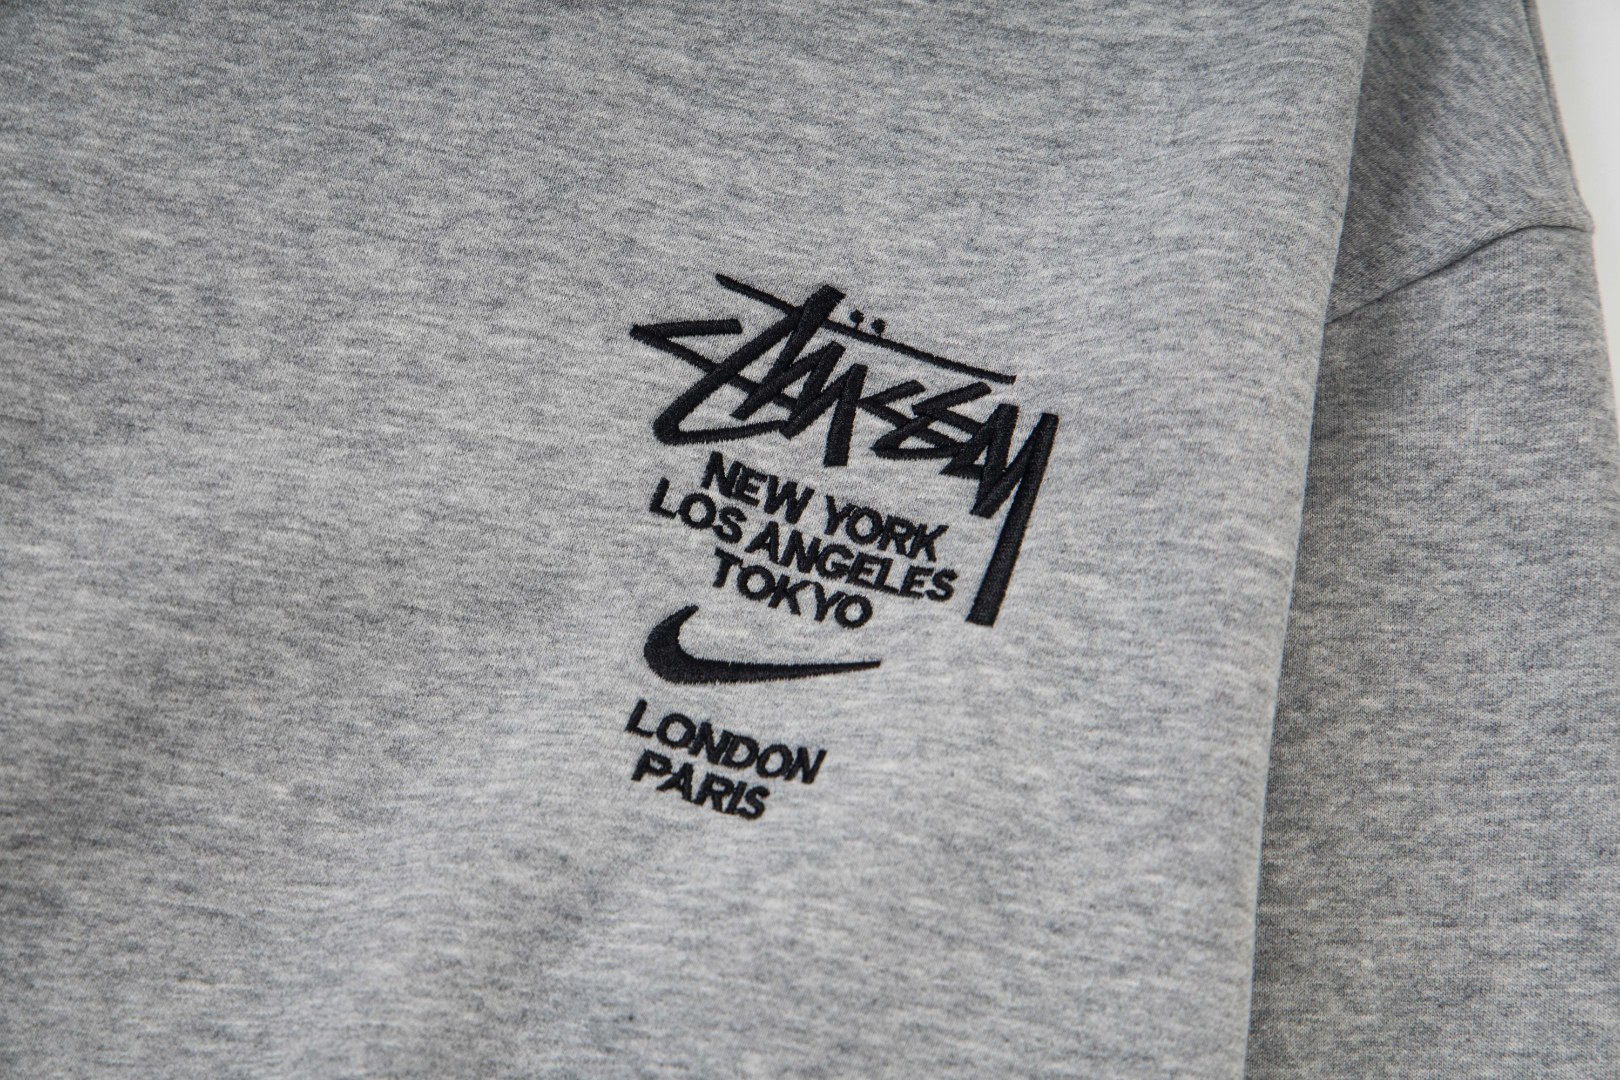 Stüssy
NEW YORK
LOS ANGELES
TOKYO
LONDON
PARIS